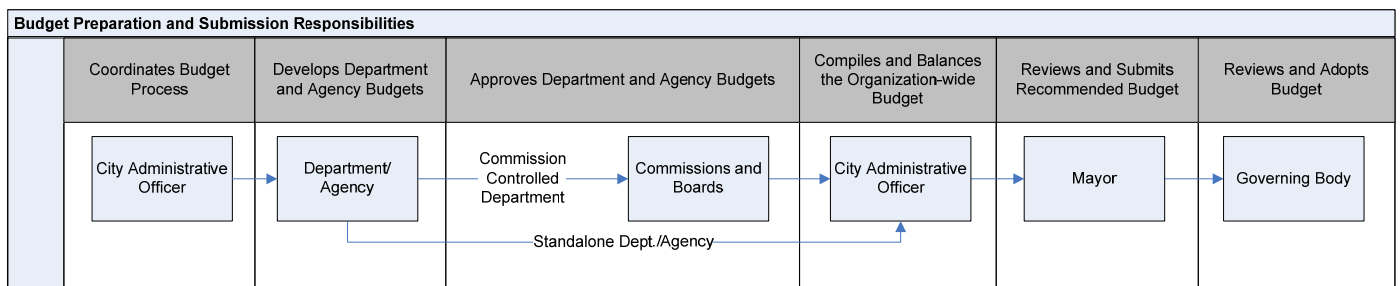 Budget Preparation and Submission Responsibilities
Coordinates Budget
Process
Develops Department
and Agency Budgets
Approves Department and Agency Budgets
Compiles and Balances
the Organization-wide
Budget
Reviews and Submits
Recommended Budget
Reviews and Adopts
Budget
City Administrative
Officer
Department/
Agency
Commission
Controlled
Department
Commissions and
Boards
City Administrative
Officer
Mayor
Governing Body
Standalone Dept./Agency